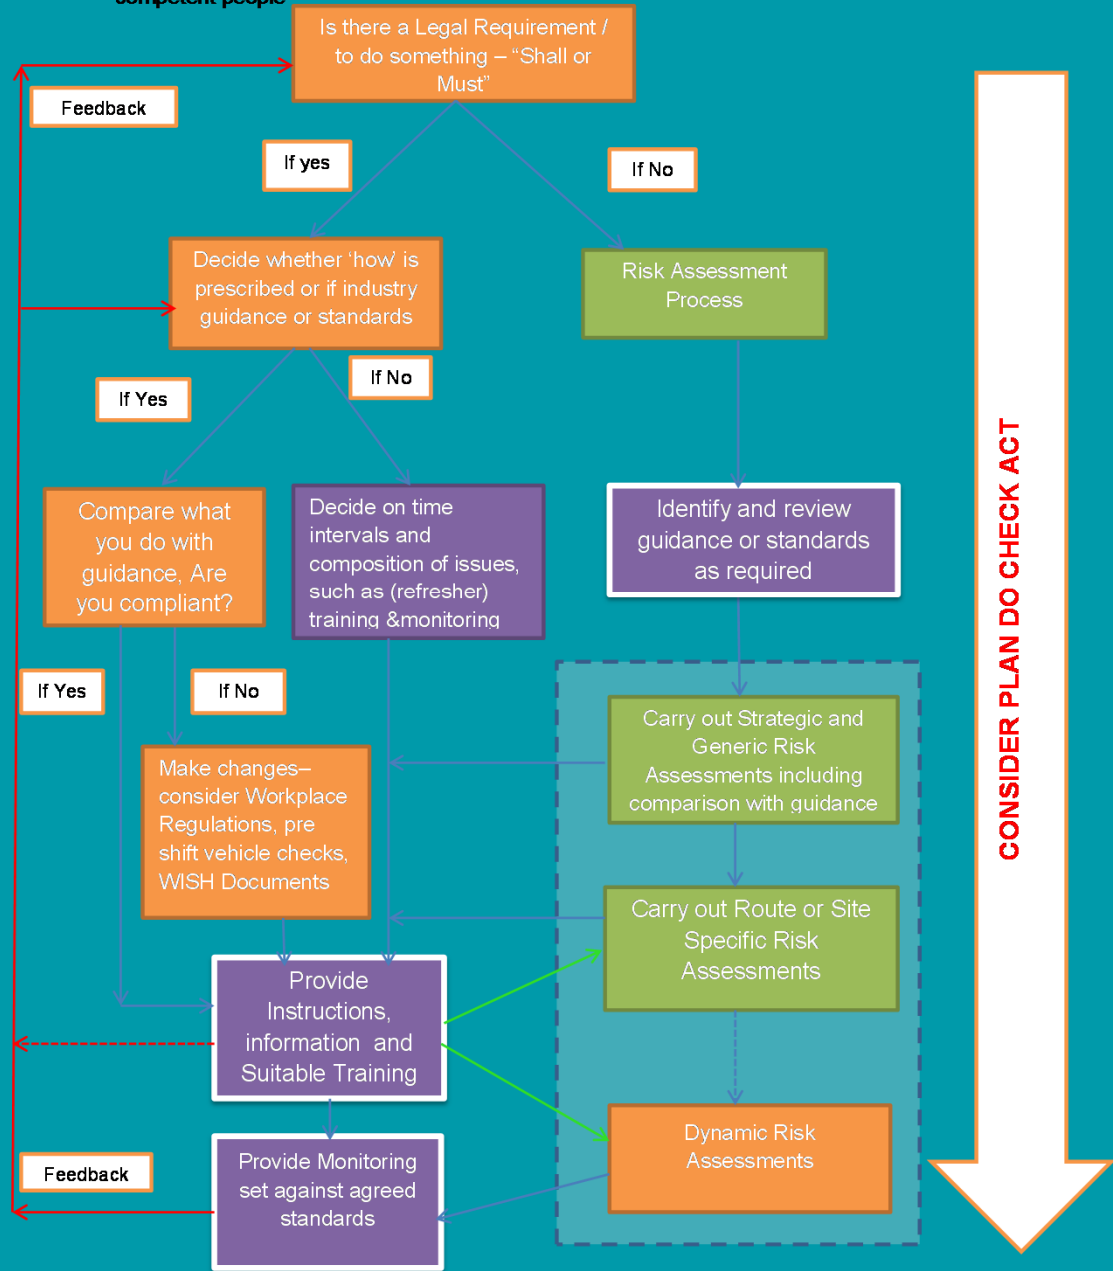 competent people
Is there a Legal Requirement /
to do something – “Shall or
Must”
Feedback
If yes
If No
Decide whether ‘how’ is
prescribed or if industry
guidance or standards
Risk Assessment
Process
If Yes
If No
Compare what
you do with
guidance, Are
you compliant?
Decide on time
intervals and
composition of issues,
such as (refresher)
training &monitoring
Identify and review
guidance or standards
as required
CONSIDER PLAN DO CHECK ACT
If Yes
If No
Make changes–
consider Workplace
Regulations, pre
shift vehicle checks,
WISH Documents
Carry out Strategic and
Generic Risk
Assessments including
comparison with guidance
Carry out Route or Site
Specific Risk
Assessments
Provide
Instructions,
information and
Suitable Training
Dynamic Risk
Assessments
Feedback
Provide Monitoring
set against agreed
standards